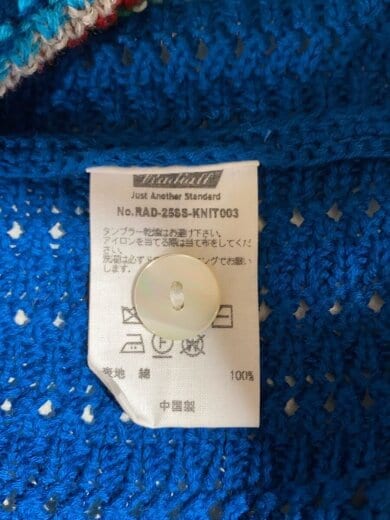 Radiall
Just Another Standard
No.RAD-25SS-KNIT003
タンブラー乾燥はお避け下さい。
アイロンを当てる際は当て布をしてくだ
さい。
洗濯は必ずド
ングにてお願い
します。
F
W
表地 綿 100%
中国製